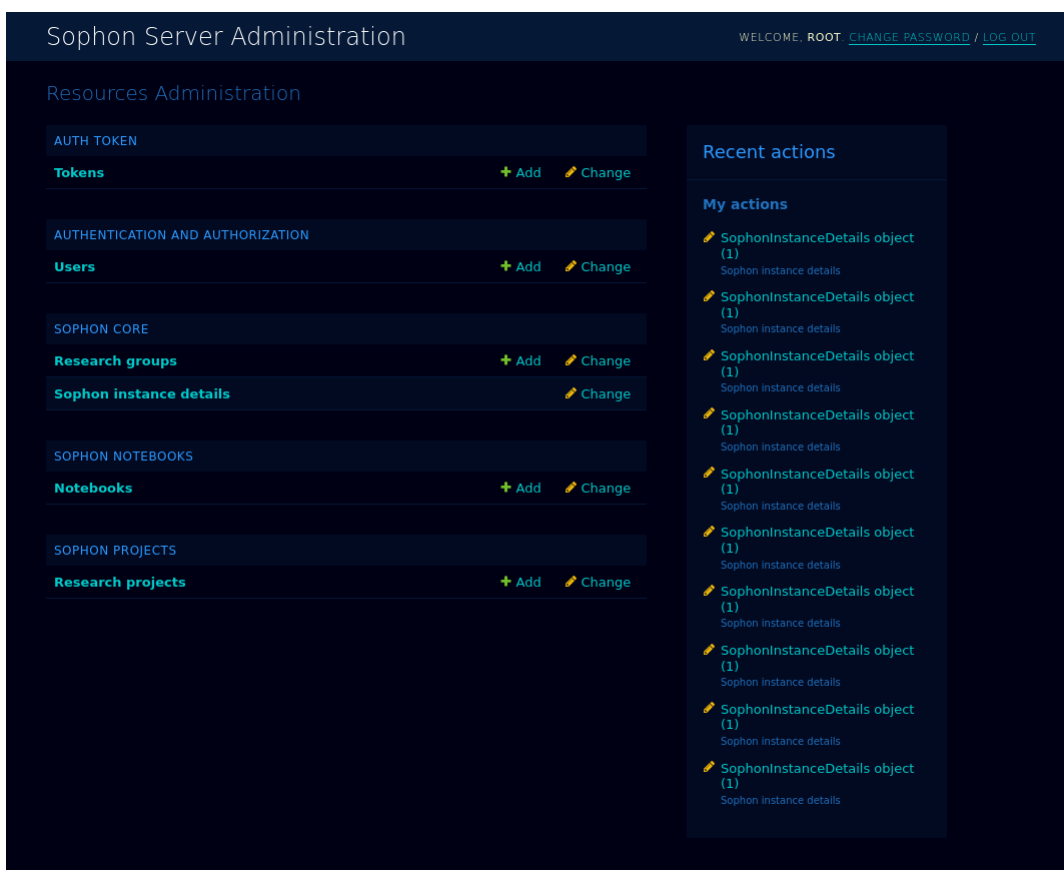 Sophon Server Administration
WELCOME, ROOT. CHANGE PASSWORD / LOG OUT
Resources Administration
AUTH TOKEN
Tokens Add Change
AUTHENTICATION AND AUTHORIZATION
Users Add Change
SOPHON CORE
Research groups Add Change
Sophon instance details Change
SOPHON NOTEBOOKS
Notebooks Add Change
SOPHON PROJECTS
Research projects Add Change
Recent actions
My actions
SophonInstanceDetails object
(1)
Sophon instance details
SophonInstanceDetails object
(1)
Sophon instance details
SophonInstanceDetails object
(1)
Sophon instance details
SophonInstanceDetails object
(1)
Sophon instance details
SophonInstanceDetails object
(1)
Sophon instance details
SophonInstanceDetails object
(1)
Sophon instance details
SophonInstanceDetails object
(1)
Sophon instance details
SophonInstanceDetails object
(1)
Sophon instance details
SophonInstanceDetails object
(1)
Sophon instance details
SophonInstanceDetails object
(1)
Sophon instance details